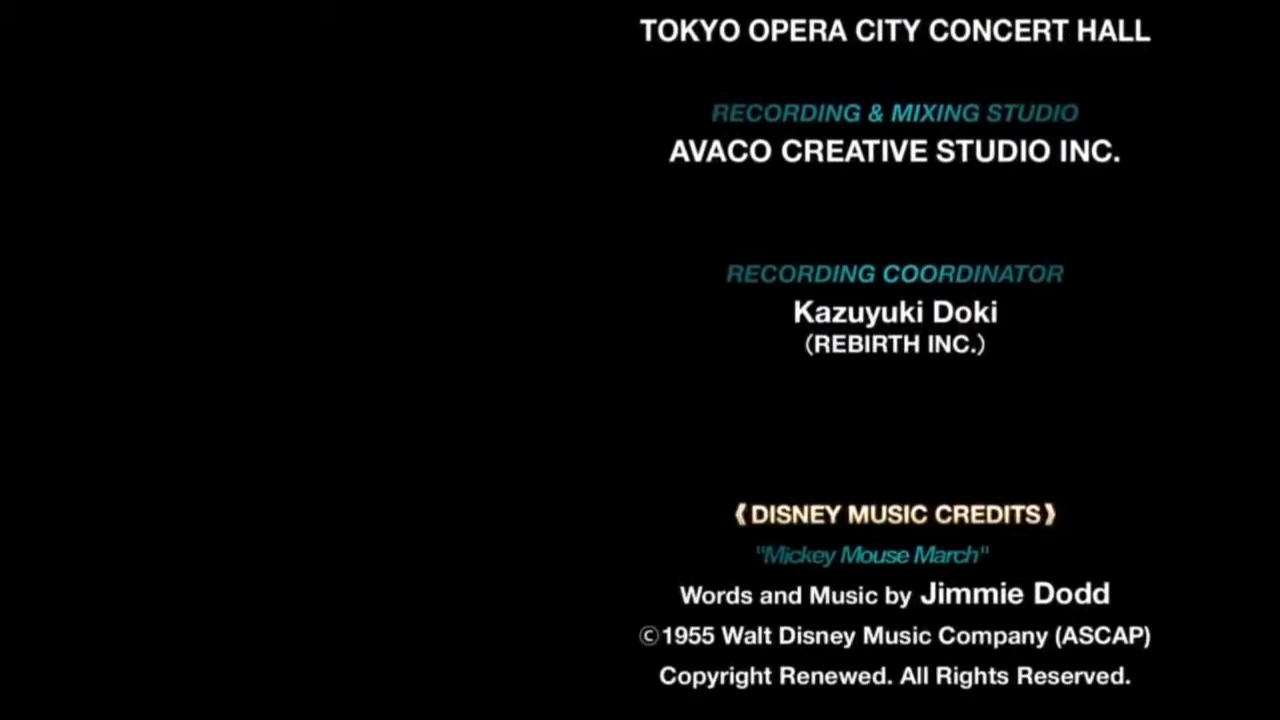 TOKYO OPERA CITY CONCERT HALL
RECORDING & MIXING STUDIO
AVACO CREATIVE STUDIO INC.
RECORDING COORDINATOR
Kazuyuki Doki
（REBIRTH INC.）
《DISNEY MUSIC CREDITS》
"Mickey Mouse March"
Words and Music by Jimmie Dodd
©1955 Walt Disney Music Company (ASCAP)
Copyright Renewed. All Rights Reserved.